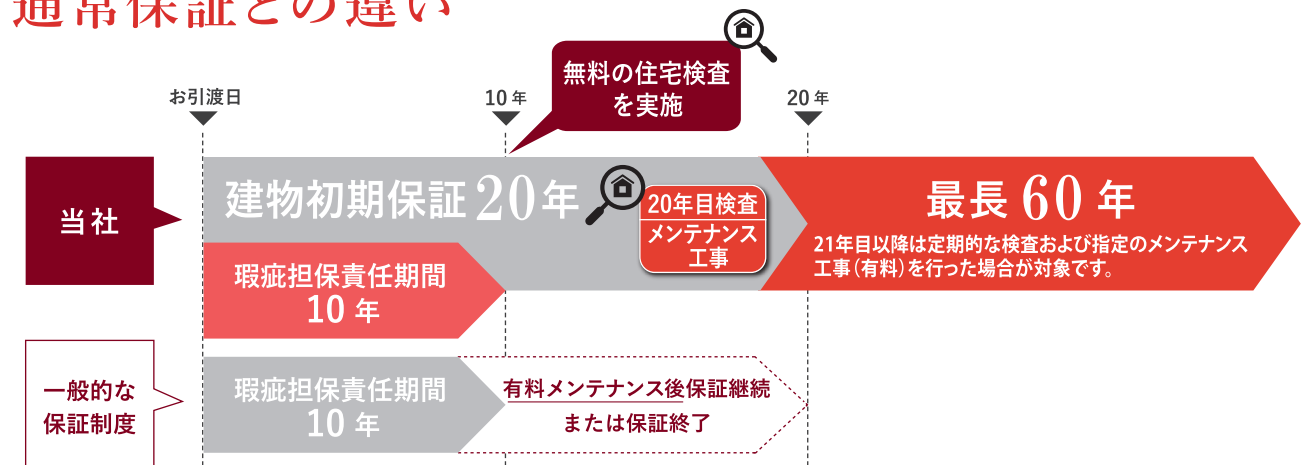 通常保証との違い
お引渡日
10年
20年
無料の住宅検査
を実施
当社
建物初期保証20年
20年目検査
メンテナンス
工事
最長60年
21年目以降は定期的な検査および指定のメンテナンス
工事(有料)を行った場合が対象です。
瑕疵担保責任期間
10年
一般的な
保証制度
瑕疵担保責任期間
10年
有料メンテナンス後保証継続
または保証終了